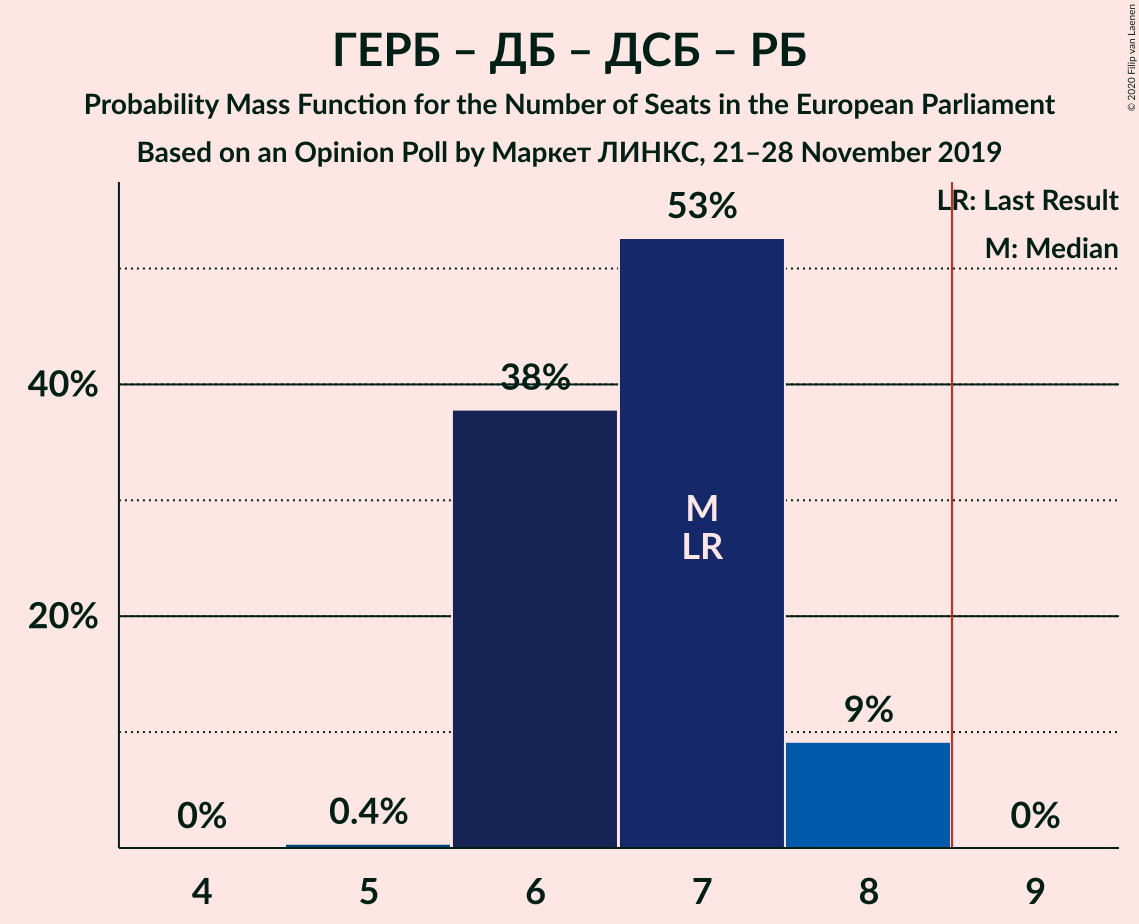 ГЕРБ – ДБ – ДСБ – РБ
Probability Mass Function for the Number of Seats in the European Parliament
Based on an Opinion Poll by Маркет ЛИНКС, 21–28 November 2019
© 2020 Filip van Laenen
LR: Last Result
M: Median
53%
38%
40%
M
LR
20%
9%
0%
0.4%
0%
4 5 6 7 8 9